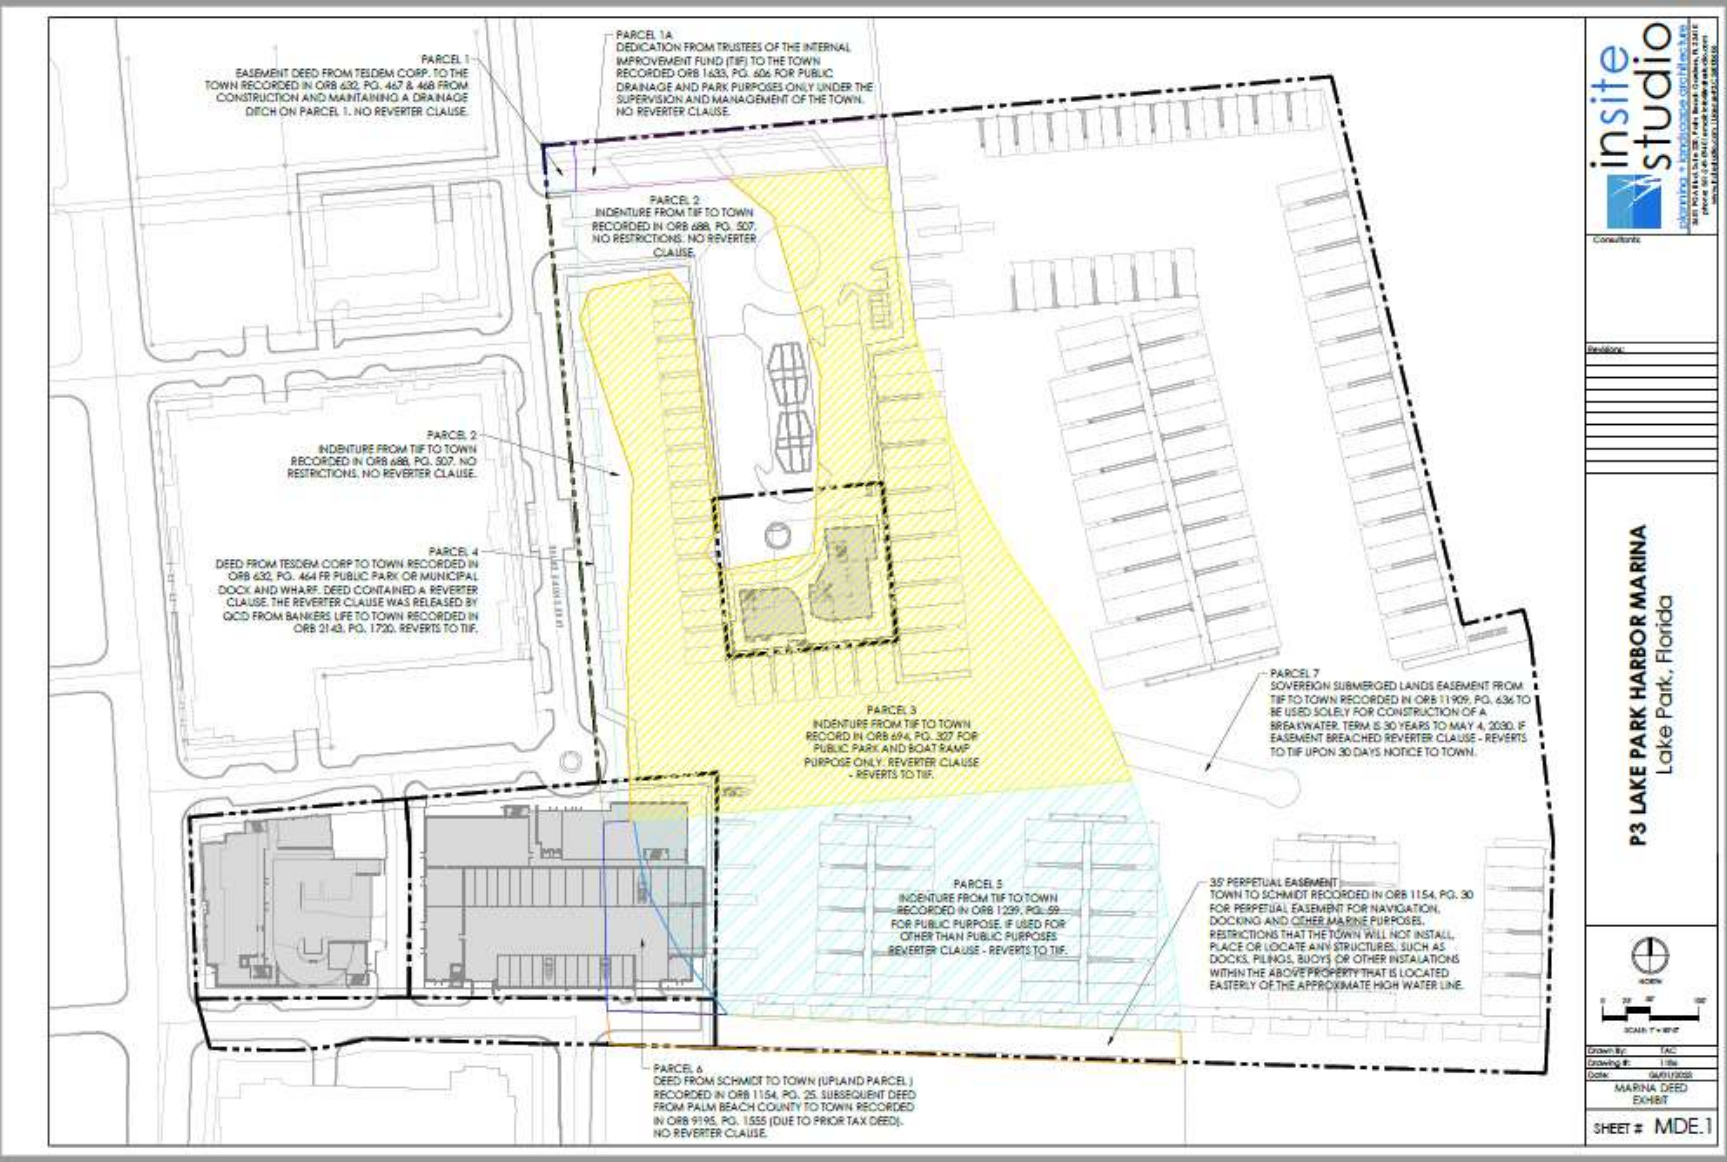 PARCEL 1
EASEMENT DEED FROM TESDEM CORP. TO THE
TOWN RECORDED IN ORB 632, PG. 467 & 468 FROM
CONSTRUCTION AND MAINTAINING A DRAINAGE
DITCH ON PARCEL 1. NO REVERTER CLAUSE.
PARCEL 1A
DEDICATION FROM TRUSTEES OF THE INTERNAL
IMPROVEMENT FUND (TIIF) TO THE TOWN
RECORDED ORB 1633, PG. 606 FOR PUBLIC
DRAINAGE AND PARK PURPOSES ONLY UNDER THE
SUPERVISION AND MANAGEMENT OF THE TOWN.
NO REVERTER CLAUSE.
PARCEL 2
INDENTURE FROM TIIF TO TOWN
RECORDED IN ORB 688, PG. 507.
NO RESTRICTIONS. NO REVERTER
CLAUSE.
PARCEL 2
INDENTURE FROM TIIF TO TOWN
RECORDED IN ORB 688, PG. 507. NO
RESTRICTIONS. NO REVERTER CLAUSE.
PARCEL 4
DEED FROM TESDEM CORP TO TOWN RECORDED IN
ORB 632, PG. 464 FR PUBLIC PARK OR MUNICIPAL
DOCK AND WHARF. DEED CONTAINED A REVERTER
CLAUSE. THE REVERTER CLAUSE WAS RELEASED BY
QCD FROM BANKERS LIFE TO TOWN RECORDED IN
ORB 2143, PG. 1720. REVERTS TO TIIF.
LAKESHORE DRIVE
PARCEL 3
INDENTURE FROM TIIF TO TOWN
RECORD IN ORB 694, PG. 327 FOR
PUBLIC PARK AND BOAT RAMP
PURPOSE ONLY. REVERTER CLAUSE
- REVERTS TO TIIF.
PARCEL 7
SOVEREIGN SUBMERGED LANDS EASEMENT FROM
TIIF TO TOWN RECORDED IN ORB 11909, PG. 636 TO
BE USED SOLELY FOR CONSTRUCTION OF A
BREAKWATER. TERM IS 30 YEARS TO MAY 4, 2030. IF
EASEMENT BREACHED REVERTER CLAUSE - REVERTS
TO TIIF UPON 30 DAYS NOTICE TO TOWN.
PARCEL 5
INDENTURE FROM TIIF TO TOWN
RECORDED IN ORB 1239, PG. 59
FOR PUBLIC PURPOSE. IF USED FOR
OTHER THAN PUBLIC PURPOSES
REVERTER CLAUSE - REVERTS TO TIIF.
35' PERPETUAL EASEMENT
TOWN TO SCHMIDT RECORDED IN ORB 1154, PG. 30
FOR PERPETUAL EASEMENT FOR NAVIGATION,
DOCKING AND OTHER MARINE PURPOSES.
RESTRICTIONS THAT THE TOWN WILL NOT INSTALL,
PLACE OR LOCATE ANY STRUCTURES, SUCH AS
DOCKS, PILINGS, BUOYS OR OTHER INSTALATIONS
WITHIN THE ABOVE PROPERTY THAT IS LOCATED
EASTERLY OF THE APPROXIMATE HIGH WATER LINE.
PARCEL 6
DEED FROM SCHMIDT TO TOWN (UPLAND PARCEL )
RECORDED IN ORB 1154, PG. 25. SUBSEQUENT DEED
FROM PALM BEACH COUNTY TO TOWN RECORDED
IN ORB 9195, PG. 1555 (DUE TO PRIOR TAX DEED).
NO REVERTER CLAUSE.
insite
studio
planning + landscape architecture
Consultants:
Revisions:
P3 LAKE PARK HARBOR MARINA
Lake Park, Florida
NORTH
Drawn By: TAC
Drawing #:
Date:
MARINA DEED
EXHIBIT
SHEET # MDE.1